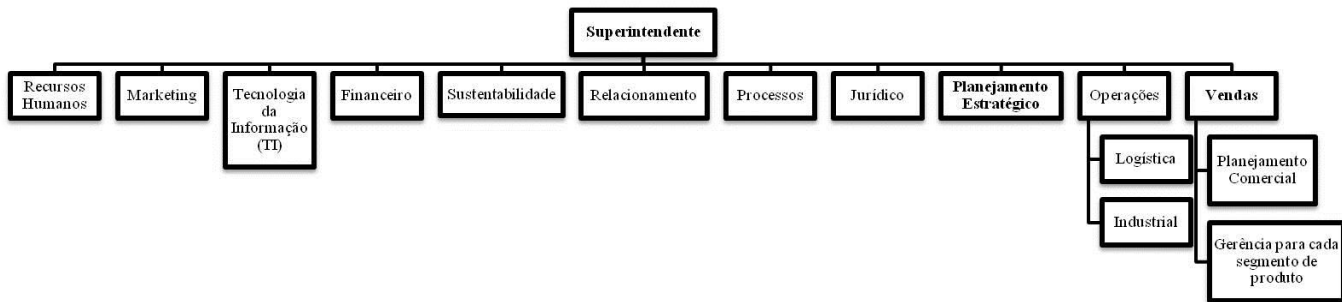 Superintendente
Recursos
Humanos
Marketing
Tecnologia
da
Informação
(TI)
Financeiro
Sustentabilidade
Relacionamento
Processos
Jurídico
Planejamento
Estratégico
Operações
Vendas
Logística
Industrial
Planejamento
Comercial
Gerência para cada
segmento de
produto